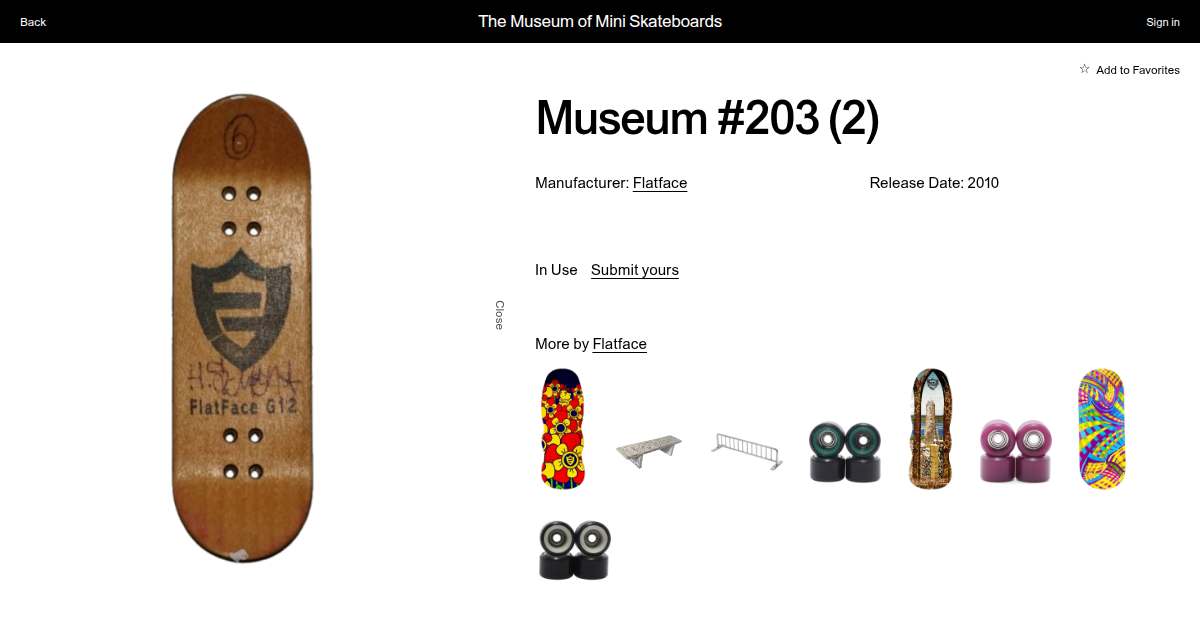 Back
The Museum of Mini Skateboards
Sign in
☆ Add to Favorites
Museum #203 (2)
Manufacturer: Flatface
Release Date: 2010
In Use Submit yours
Close
More by Flatface
6
FlatFace G12